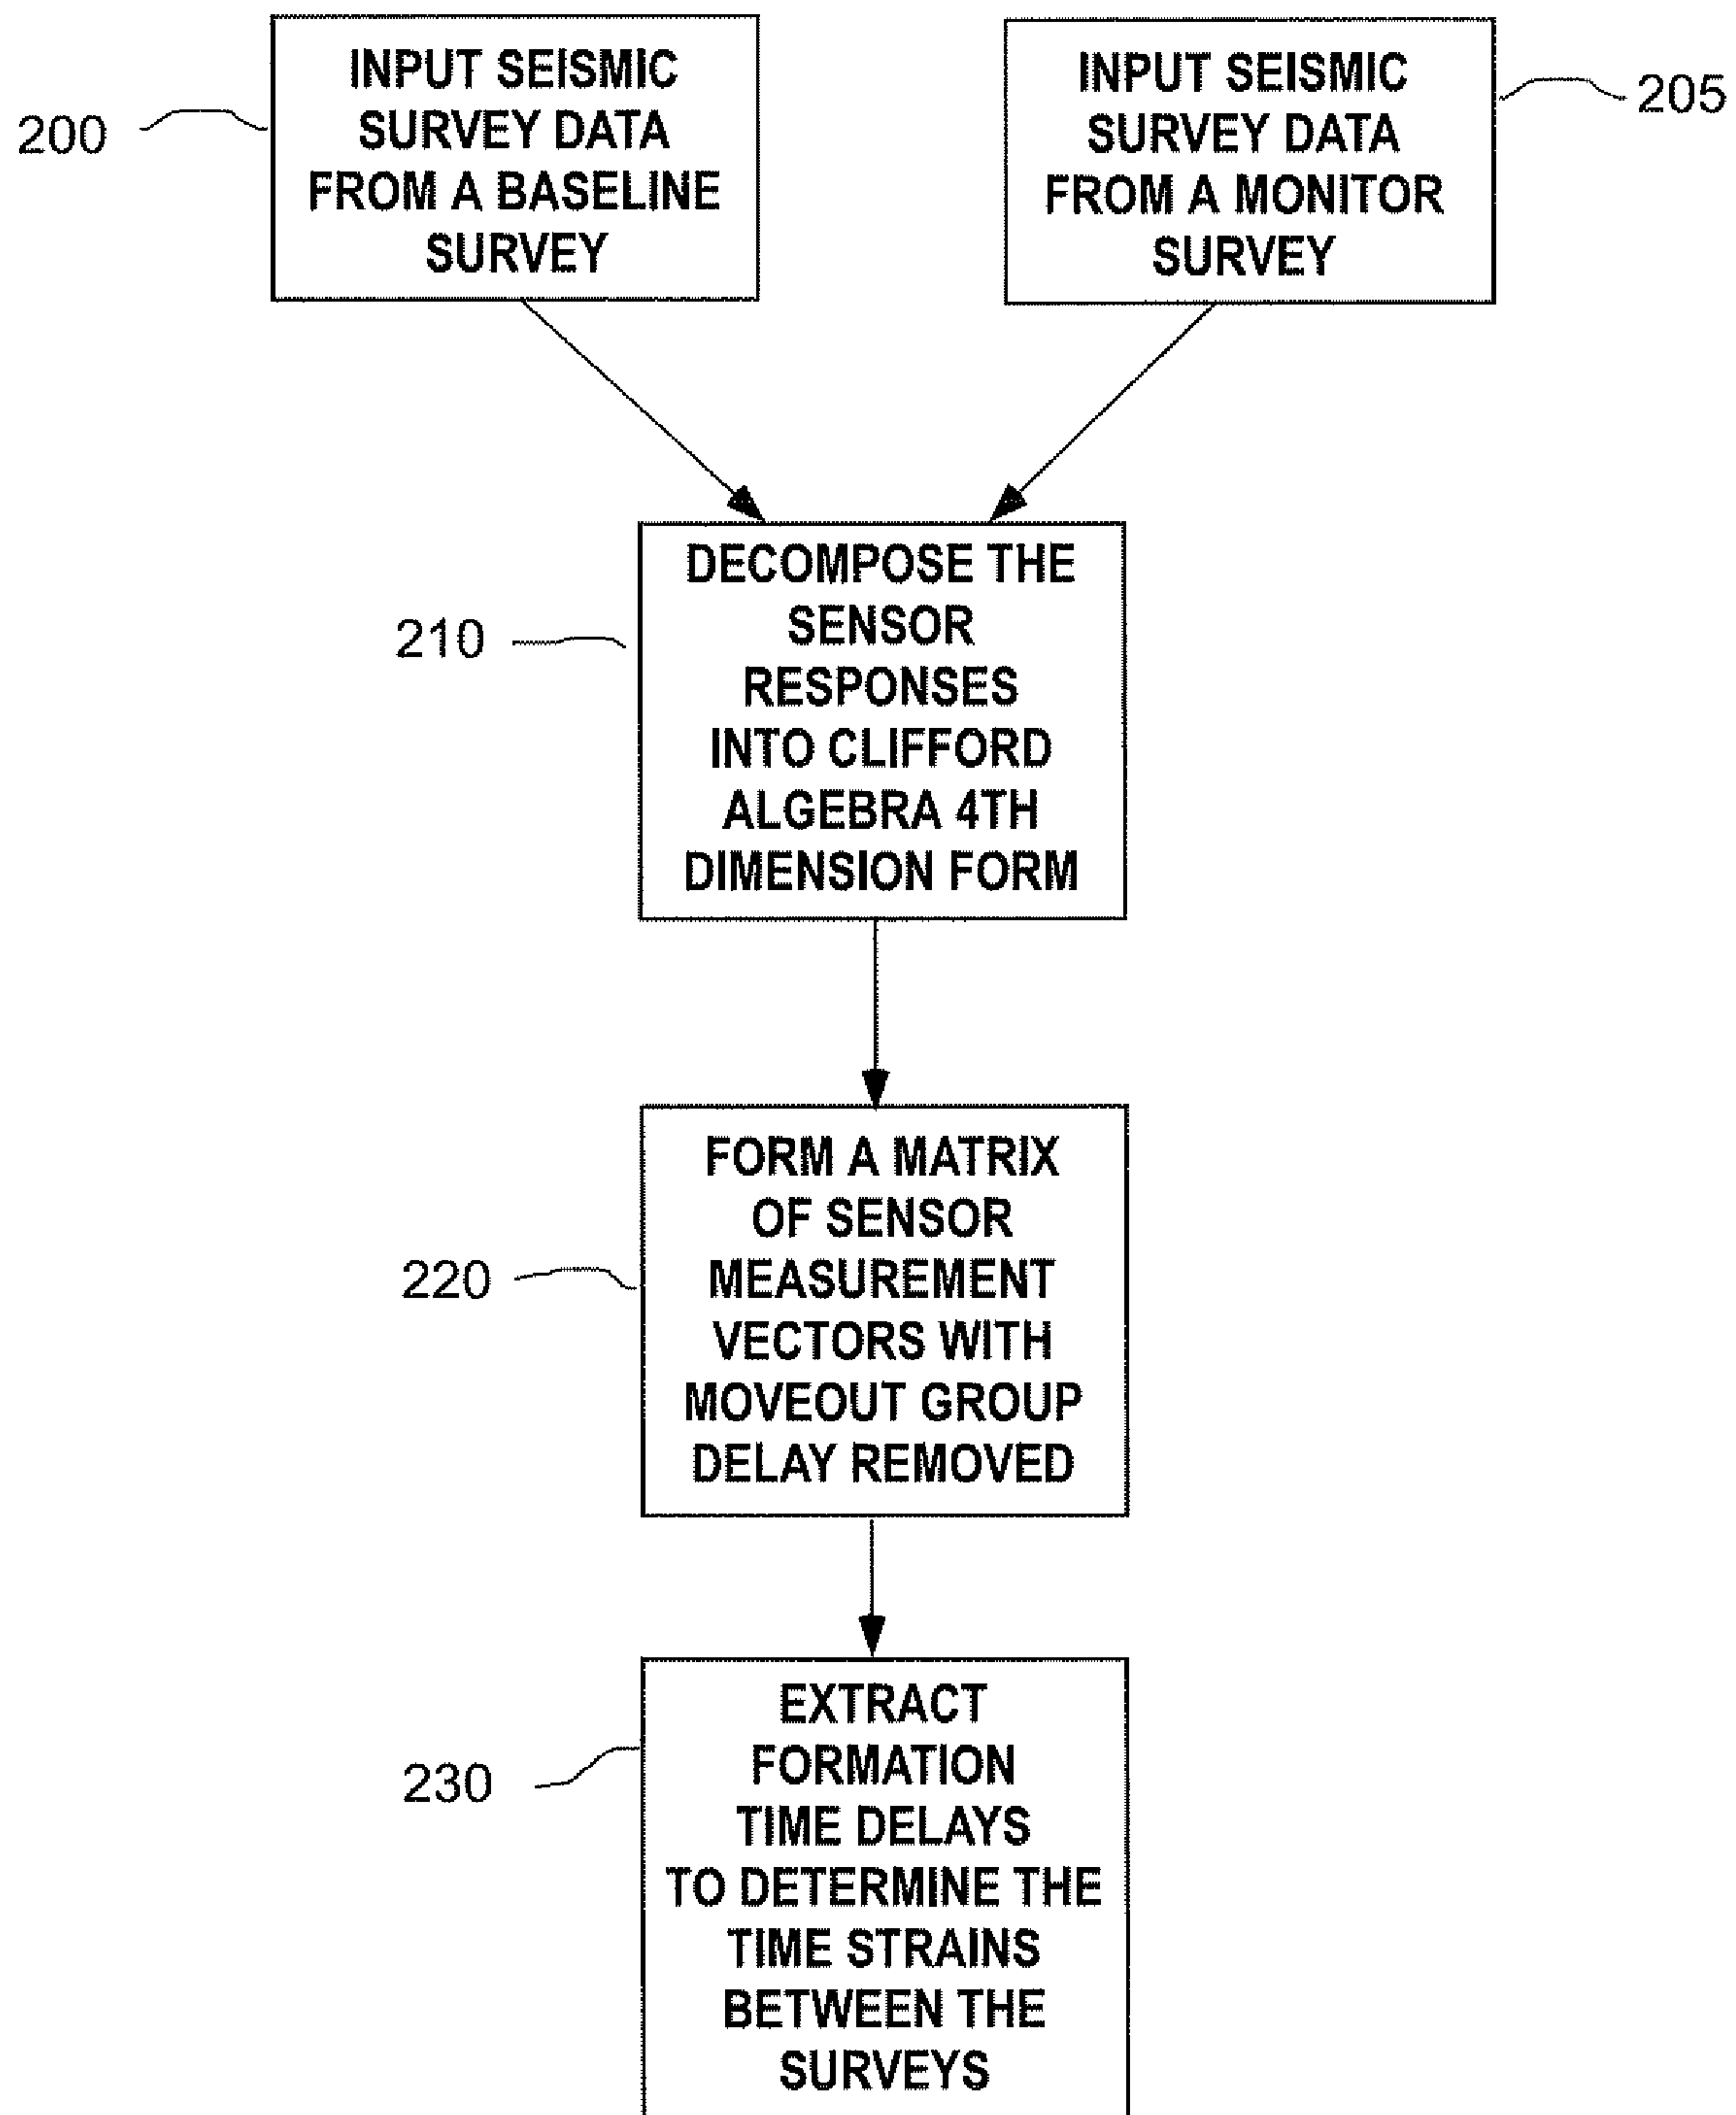 200
INPUT SEISMIC
SURVEY DATA
FROM A BASELINE
SURVEY
INPUT SEISMIC
SURVEY DATA
FROM A MONITOR
SURVEY
205
210
DECOMPOSE THE
SENSOR
RESPONSES
INTO CLIFFORD
ALGEBRA 4TH
DIMENSION FORM
220
FORM A MATRIX
OF SENSOR
MEASUREMENT
VECTORS WITH
MOVEOUT GROUP
DELAY REMOVED
230
EXTRACT
FORMATION
TIME DELAYS
TO DETERMINE THE
TIME STRAINS
BETWEEN THE
SURVEYS